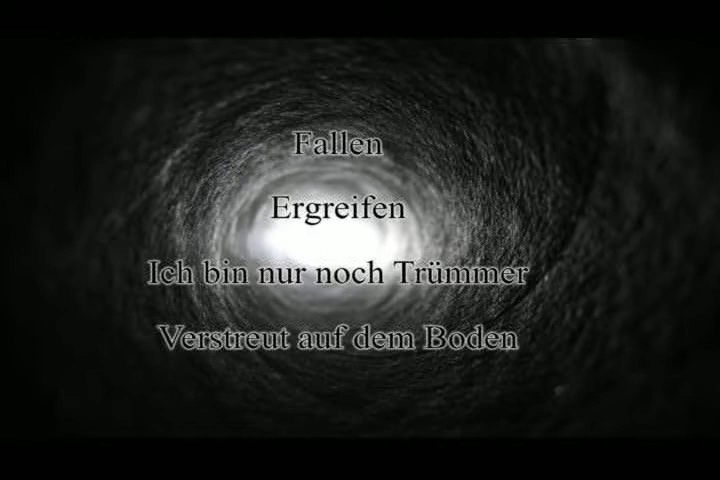 Fallen
Ergreifen
Ich bin nur noch Trümmer
Verstreut auf dem Boden